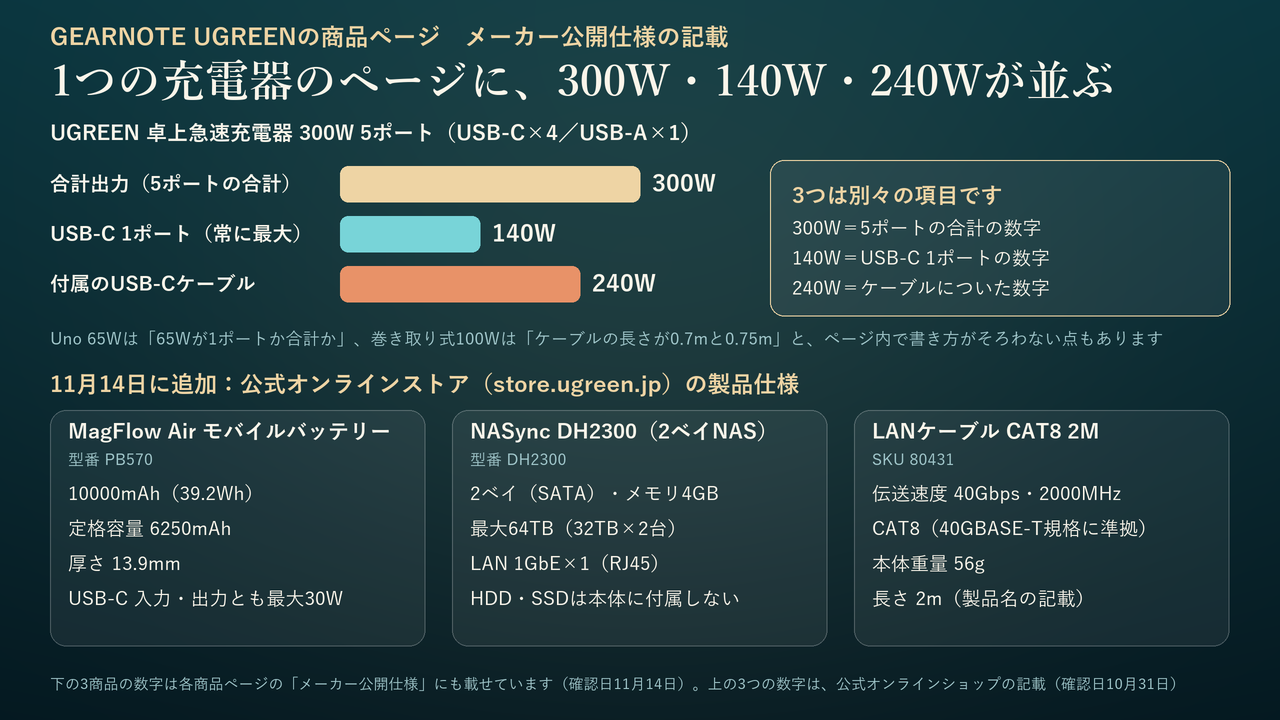 GEARNOTE UGREENの商品ページ　メーカー公開仕様の記載
1つの充電器のページに、300W・140W・240Wが並ぶ
UGREEN 卓上急速充電器 300W 5ポート（USB-C×4／USB-A×1）
合計出力（5ポートの合計）
300W
USB-C 1ポート（常に最大）
140W
付属のUSB-Cケーブル
240W
3つは別々の項目です
300W＝5ポートの合計の数字
140W＝USB-C 1ポートの数字
240W＝ケーブルについた数字
Uno 65Wは「65Wが1ポートか合計か」、巻き取り式100Wは「ケーブルの長さが0.7mと0.75m」と、ページ内で書き方がそろわない点もあります
11月14日に追加：公式オンラインストア（store.ugreen.jp）の製品仕様
MagFlow Air モバイルバッテリー
型番 PB570
10000mAh（39.2Wh）
定格容量 6250mAh
厚さ 13.9mm
USB-C 入力・出力とも最大30W
NASync DH2300（2ベイNAS）
型番 DH2300
2ベイ（SATA）・メモリ4GB
最大64TB（32TB×2台）
LAN 1GbE×1（RJ45）
HDD・SSDは本体に付属しない
LANケーブル CAT8 2M
SKU 80431
伝送速度 40Gbps・2000MHz
CAT8（40GBASE-T規格に準拠）
本体重量 56g
長さ 2m（製品名の記載）
下の3商品の数字は各商品ページの「メーカー公開仕様」にも載せています（確認日11月14日）。上の3つの数字は、公式オンラインショップの記載（確認日10月31日）